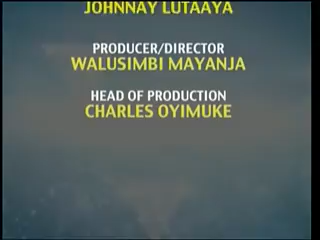 JOHNNAY LUTAAYA
PRODUCER/DIRECTOR
WALUSIMBI MAYANJA
HEAD OF PRODUCTION
CHARLES OYIMUKE